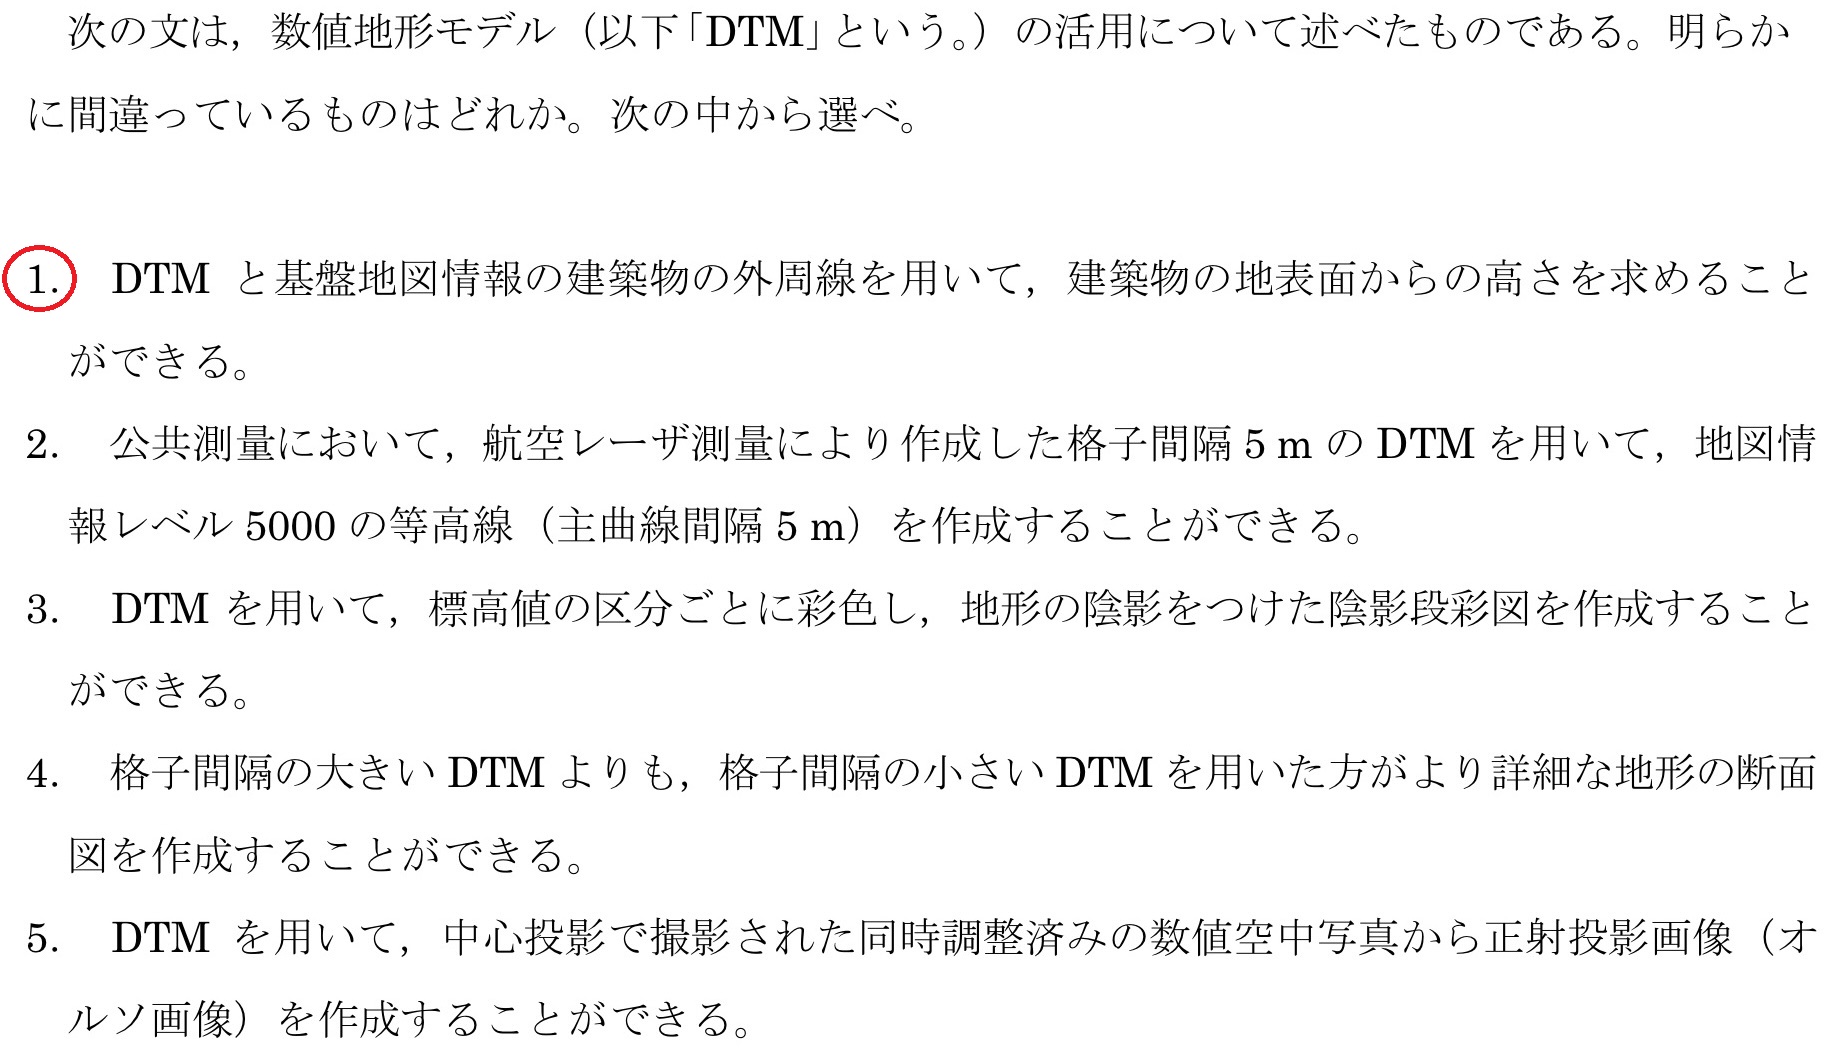 次の文は，数値地形モデル（以下「DTM」という。）の活用について述べたものである。明らか
に間違っているものはどれか。次の中から選べ。
1.　DTM と基盤地図情報の建築物の外周線を用いて，建築物の地表面からの高さを求めること
ができる。
2.　公共測量において，航空レーザ測量により作成した格子間隔 5 m の DTM を用いて，地図情
報レベル 5000 の等高線（主曲線間隔 5 m）を作成することができる。
3.　DTM を用いて，標高値の区分ごとに彩色し，地形の陰影をつけた陰影段彩図を作成すること
ができる。
4.　格子間隔の大きい DTM よりも，格子間隔の小さい DTM を用いた方がより詳細な地形の断面
図を作成することができる。
5.　DTM を用いて，中心投影で撮影された同時調整済みの数値空中写真から正射投影画像（オ
ルソ画像）を作成することができる。